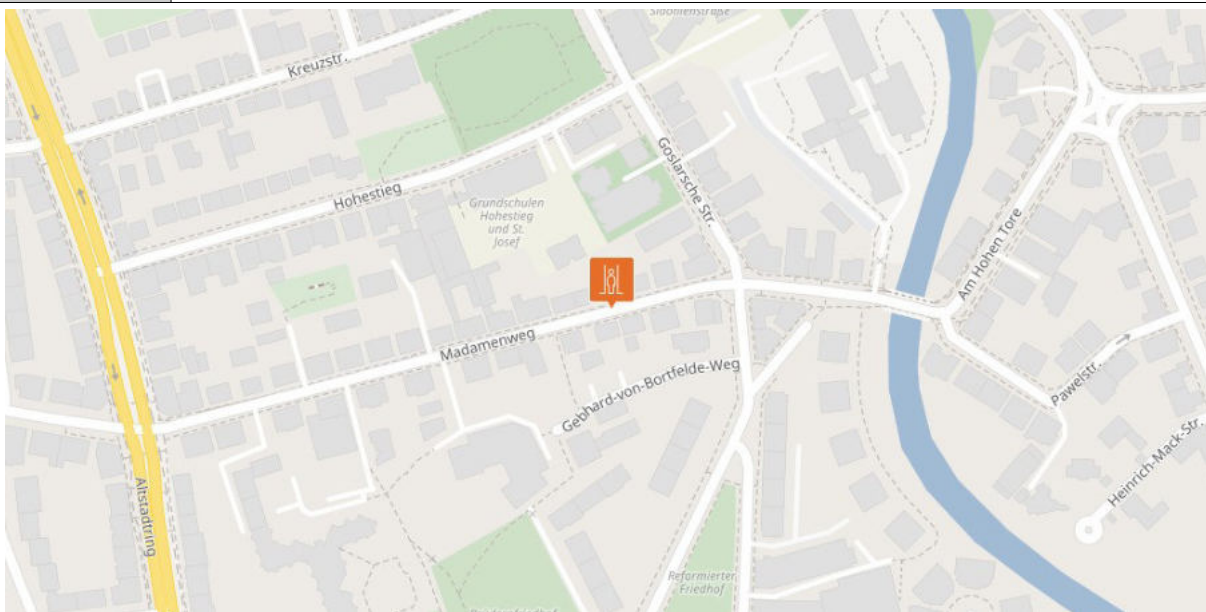 Kreuzstr.
Hohestieg
Grundschulen
Hohestieg
und St.
Josef
Goslarsche Str.
Am Hohen Tore
Madamenweg
Gebhard-von-Bortfelde-Weg
Pawelstr.
Heinrich-Mack-Str.
Altstadtring
Reformierter
Friedhof